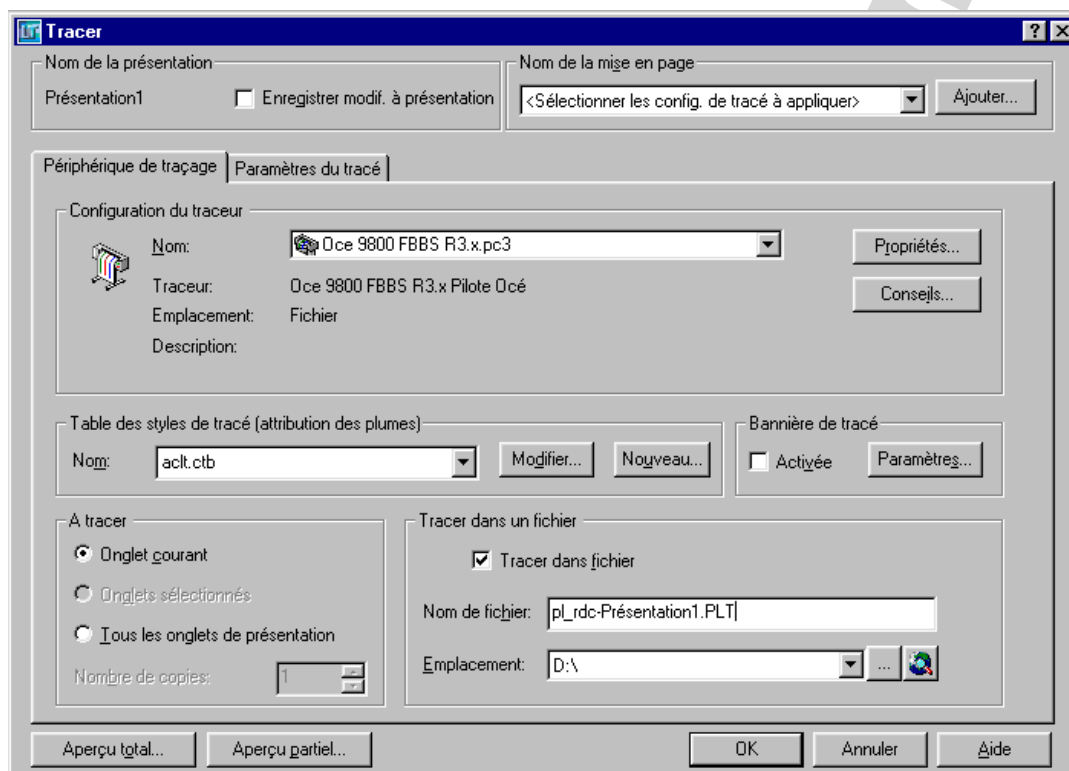 Tracer
Nom de la présentation
Présentation1
Enregistrer modif. à présentation
Nom de la mise en page
<Sélectionner les config. de tracé à appliquer>
Ajouter...
Périphérique de traçage
Paramètres du tracé
Configuration du traceur
Nom:
Oce 9800 FBBS R3.x.pc3
Propriétés...
Traceur:
Oce 9800 FBBS R3.x Pilote Océ
Conseils...
Emplacement:
Fichier
Description:
Table des styles de tracé (attribution des plumes)
Nom:
aclt.ctb
Modifier...
Nouveau...
Bannière de tracé
Activée
Paramètres...
A tracer
Onglet courant
Onglets sélectionnés
Tous les onglets de présentation
Nombre de copies:
1
Tracer dans un fichier
Tracer dans fichier
Nom de fichier:
pl_rdc-Présentation1.PLT
Emplacement:
D:\
...
Aperçu total...
Aperçu partiel...
OK
Annuler
Aide